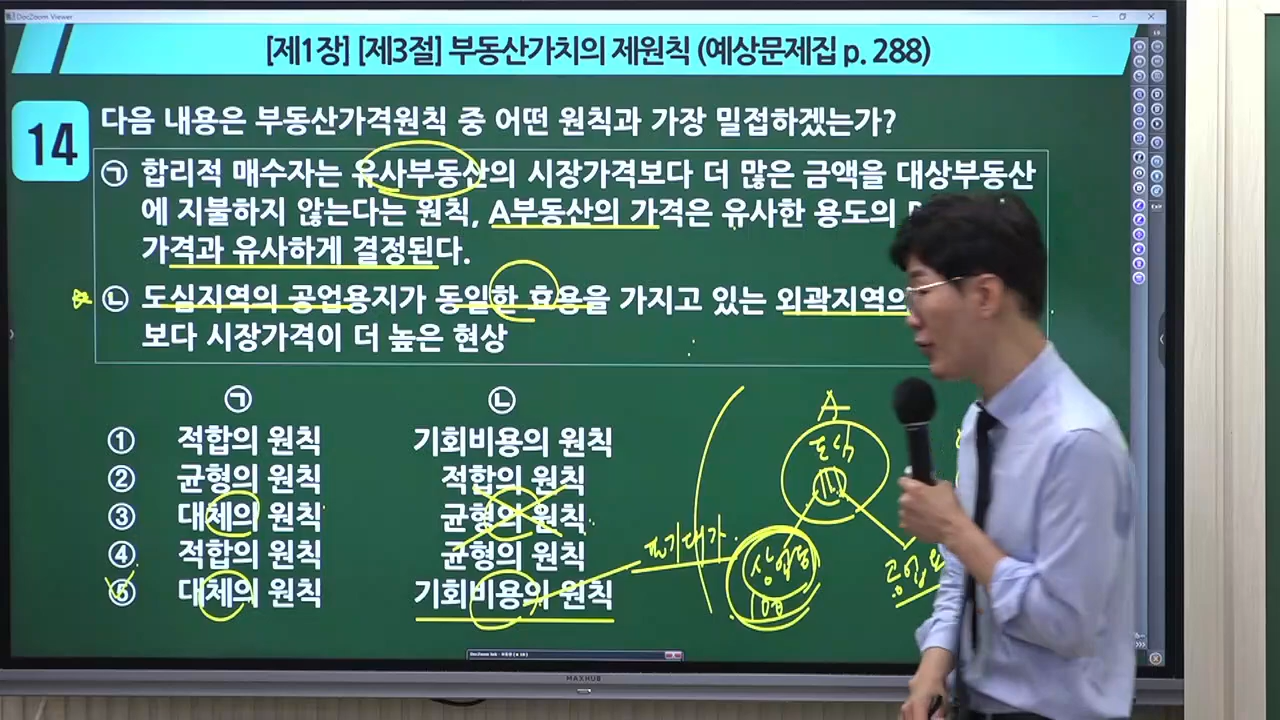 DocZoom Viewer
[제1장] [제3절] 부동산가치의 제원칙 (예상문제집 p. 288)
14 다음 내용은 부동산가격원칙 중 어떤 원칙과 가장 밀접하겠는가?
㉠ 합리적 매수자는 유사부동산의 시장가격보다 더 많은 금액을 대상부동산
에 지불하지 않는다는 원칙, A부동산의 가격은 유사한 용도의
가격과 유사하게 결정된다.
㉡ 도심지역의 공업용지가 동일한 효용을 가지고 있는 외곽지역의
보다 시장가격이 더 높은 현상
㉠ ㉡
① 적합의 원칙 기회비용의 원칙
② 균형의 원칙 적합의 원칙
③ 대체의 원칙 균형의 원칙
④ 적합의 원칙 균형의 원칙
⑤ 대체의 원칙 기회비용의 원칙
A
도심
포기대가
상업용
100
공업
MAXHUB